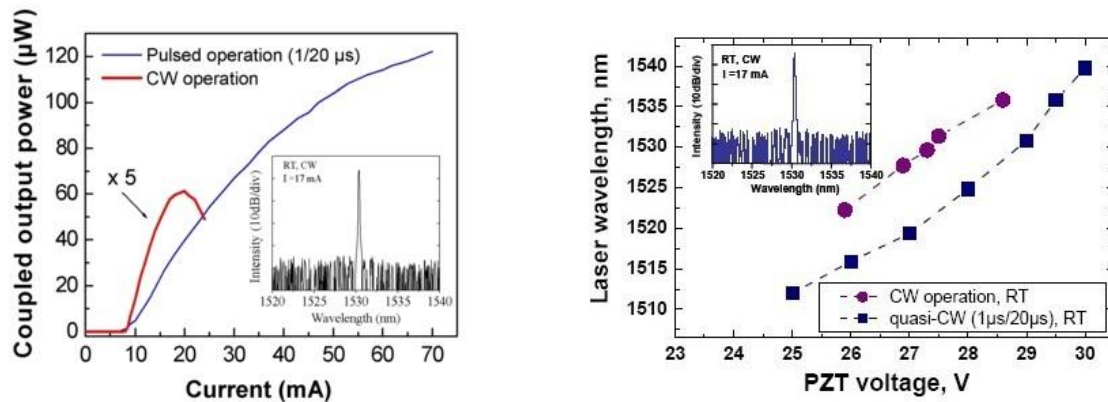 Coupled output power (µW)
120
100
80
60
40
20
0
Pulsed operation (1/20 µs)
CW operation
x 5
Intensity (10dB/div)
RT, CW
I =17 mA
1520 1525 1530 1535 1540
Wavelength (nm)
0 10 20 30 40 50 60 70
Current (mA)
Laser wavelength, nm
1540
1535
1530
1525
1520
1515
1510
Intensity (10dB/div)
RT, CW
I =17 mA
1520 1525 1530 1535 1540
Wavelength (nm)
CW operation, RT
quasi-CW (1µs/20µs), RT
23 24 25 26 27 28 29 30
PZT voltage, V